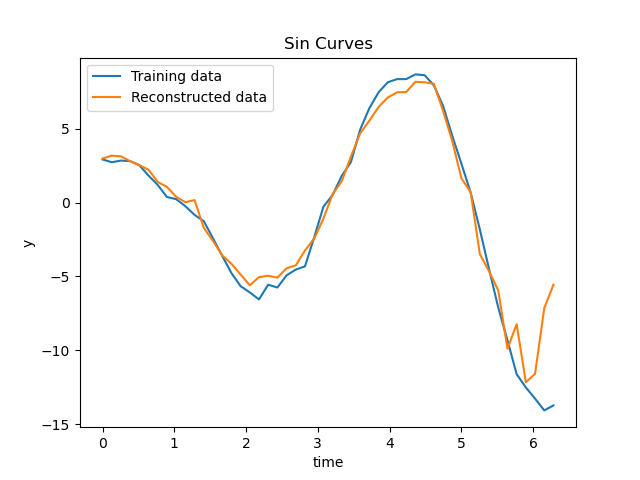 Sin Curves
Training data
Reconstructed data
y
5
0
−5
−10
−15
0 1 2 3 4 5 6
time